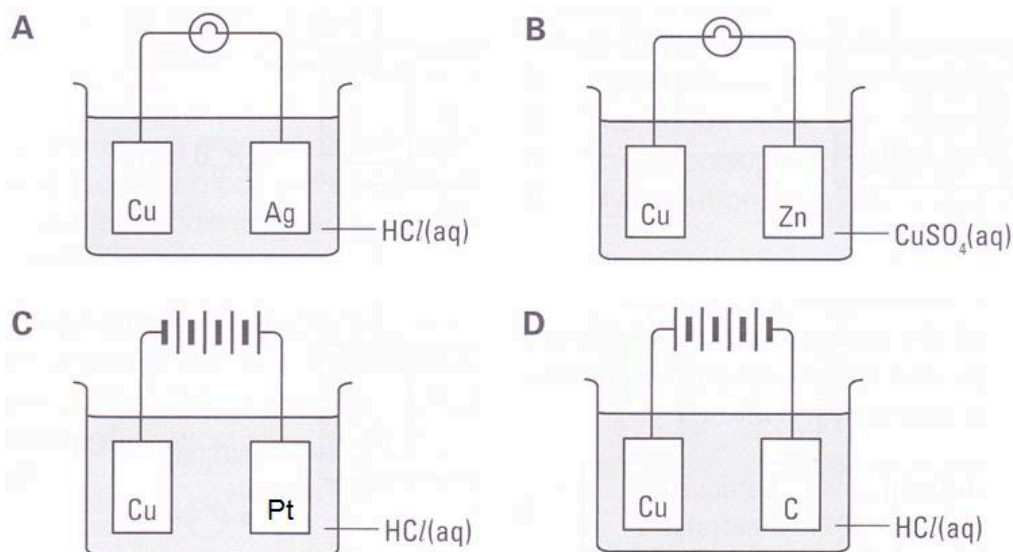 A
Cu
Ag
HCl(aq)
B
Cu
Zn
CuSO₄(aq)
C
Cu
Pt
HCl(aq)
D
Cu
C
HCl(aq)